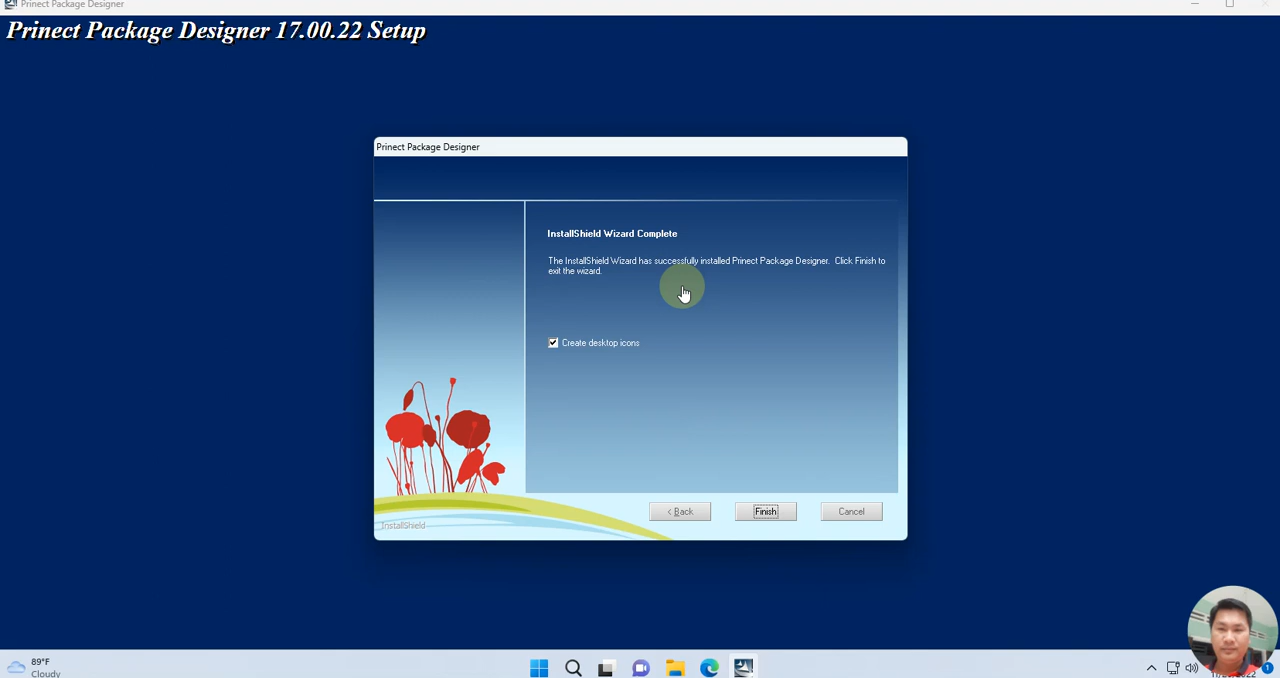 Prinect Package Designer
Prinect Package Designer 17.00.22 Setup
Prinect Package Designer
InstallShield Wizard Complete
The InstallShield Wizard has successfully installed Prinect Package Designer. Click Finish to
exit the wizard.
Create desktop icons
InstallShield
< Back
Finish
Cancel
89°F
Cloudy
1